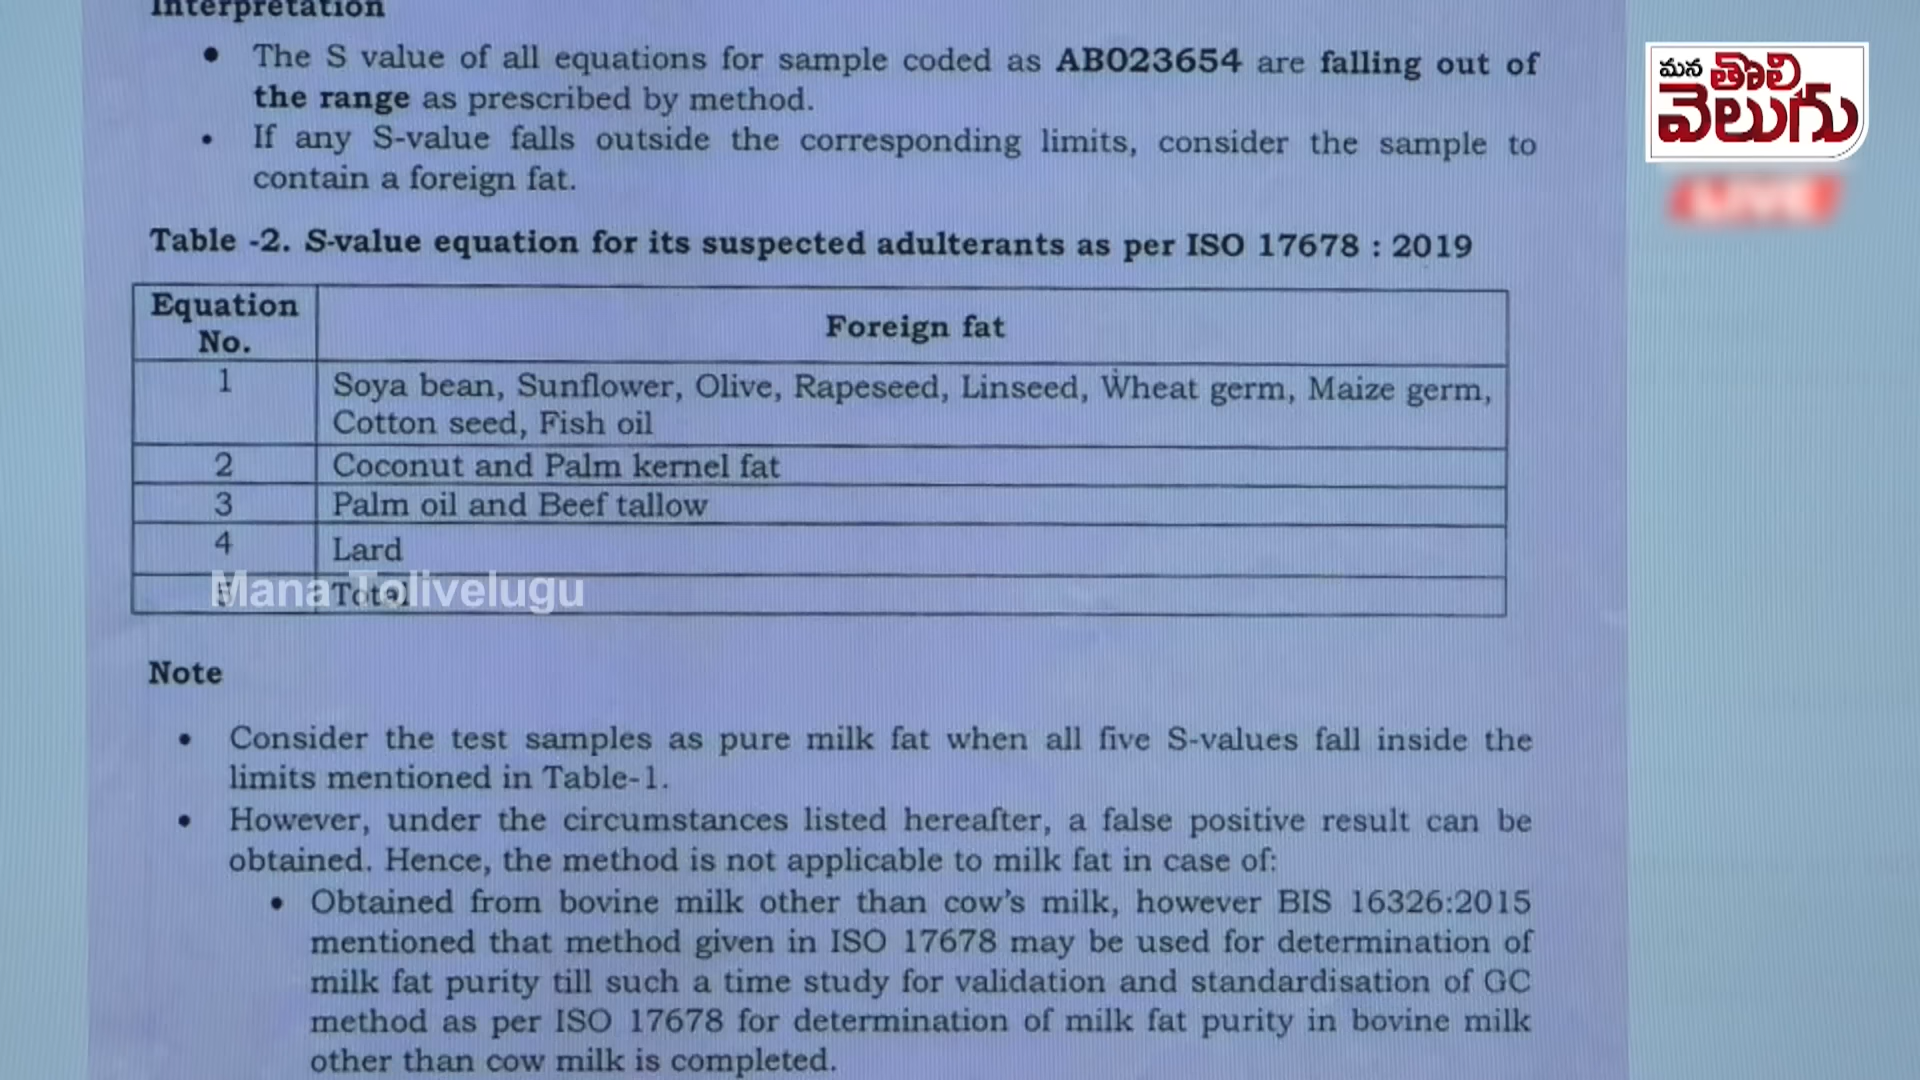 Interpretation
• The S value of all equations for sample coded as AB023654 are falling out of
the range as prescribed by method.
• If any S-value falls outside the corresponding limits, consider the sample to
contain a foreign fat.
మన తొలి
వెలుగు
LIVE
Table -2. S-value equation for its suspected adulterants as per ISO 17678 : 2019
Equation No. Foreign fat
1 Soya bean, Sunflower, Olive, Rapeseed, Linseed, Wheat germ, Maize germ,
Cotton seed, Fish oil
2 Coconut and Palm kernel fat
3 Palm oil and Beef tallow
4 Lard
5 Total
Mana Tolivelugu
Note
• Consider the test samples as pure milk fat when all five S-values fall inside the
limits mentioned in Table-1.
• However, under the circumstances listed hereafter, a false positive result can be
obtained. Hence, the method is not applicable to milk fat in case of:
• Obtained from bovine milk other than cow's milk, however BIS 16326:2015
mentioned that method given in ISO 17678 may be used for determination of
milk fat purity till such a time study for validation and standardisation of GC
method as per ISO 17678 for determination of milk fat purity in bovine milk
other than cow milk is completed.